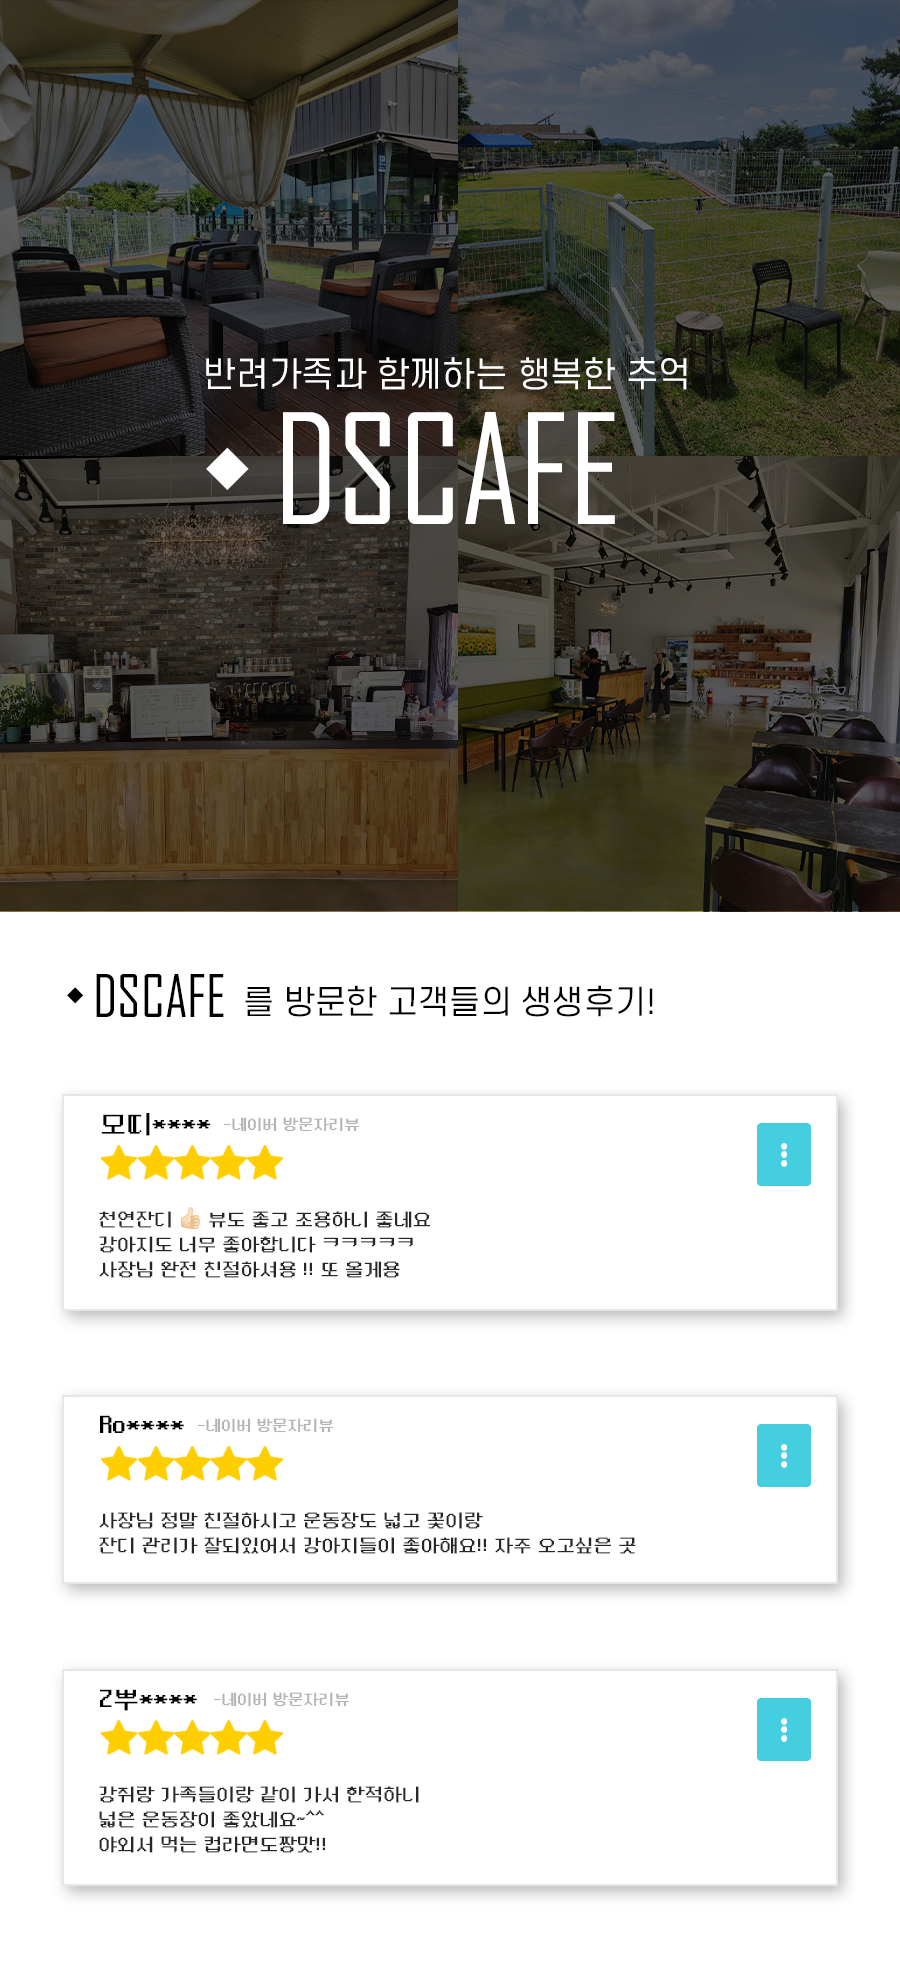 반려가족과 함께하는 행복한 추억
DSCAFE
DSCAFE 를 방문한 고객들의 생생후기!
모띠**** -네이버 방문자리뷰
천연잔디 👍🏻 뷰도 좋고 조용하니 좋네요
강아지도 너무 좋아합니다 ㅋㅋㅋㅋㅋ
사장님 완전 친절하셔용 !! 또 올게용
Ro**** -네이버 방문자리뷰
사장님 정말 친절하시고 운동장도 넓고 꽃이랑
잔디 관리가 잘되있어서 강아지들이 좋아해요!! 자주 오고싶은 곳
Z뿌**** -네이버 방문자리뷰
강쥐랑 가족들이랑 같이 가서 한적하니
넓은 운동장이 좋았네요~^^
야외서 먹는 컵라면도짱맛!!